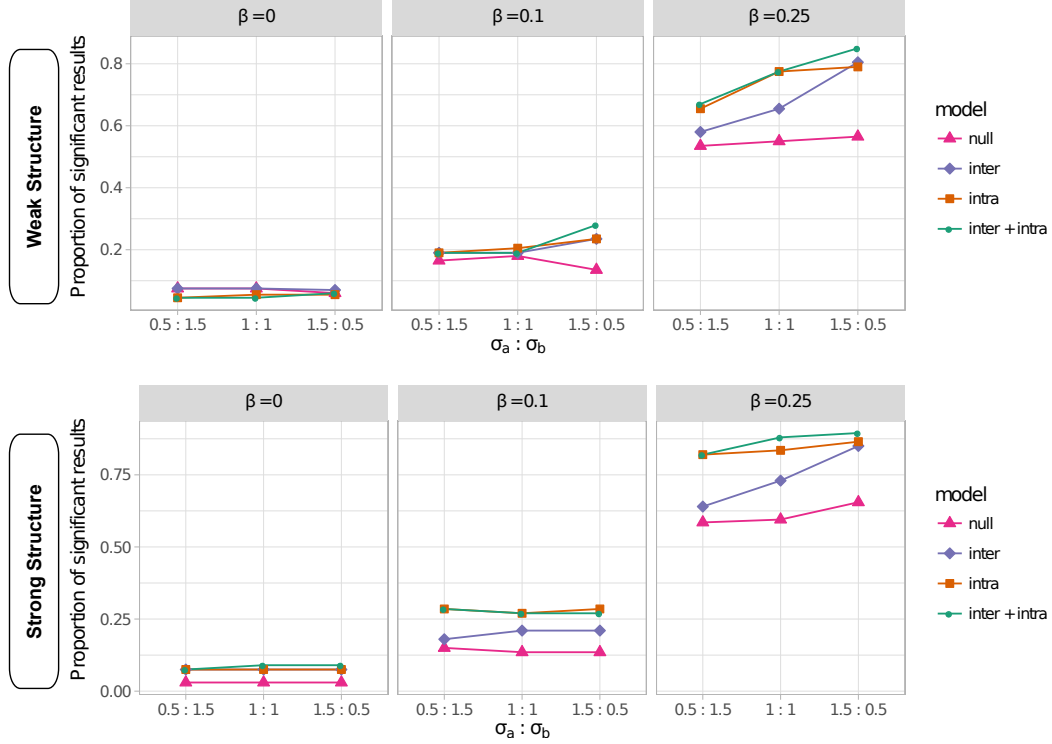 β = 0
β = 0.1
β = 0.25
Weak Structure
Proportion of significant results
0.8
0.6
0.4
0.2
0.5 : 1.5
1 : 1
1.5 : 0.5
0.5 : 1.5
1 : 1
1.5 : 0.5
0.5 : 1.5
1 : 1
1.5 : 0.5
σa : σb
model
null
inter
intra
inter + intra
β = 0
β = 0.1
β = 0.25
Strong Structure
Proportion of significant results
0.75
0.50
0.25
0.00
0.5 : 1.5
1 : 1
1.5 : 0.5
0.5 : 1.5
1 : 1
1.5 : 0.5
0.5 : 1.5
1 : 1
1.5 : 0.5
σa : σb
model
null
inter
intra
inter + intra